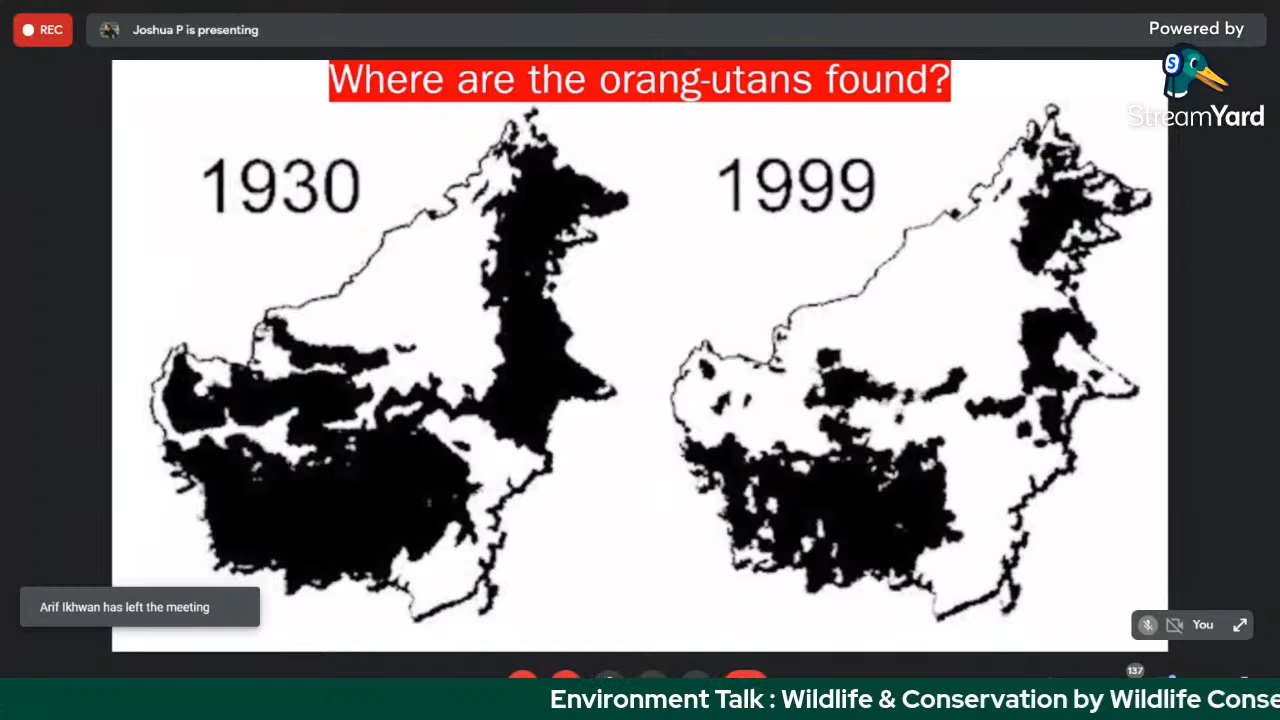 REC
Joshua P is presenting
Powered by
StreamYard
Where are the orang-utans found?
1930
1999
Arif Ikhwan has left the meeting
You
137
Environment Talk : Wildlife & Conservation by Wildlife Conse